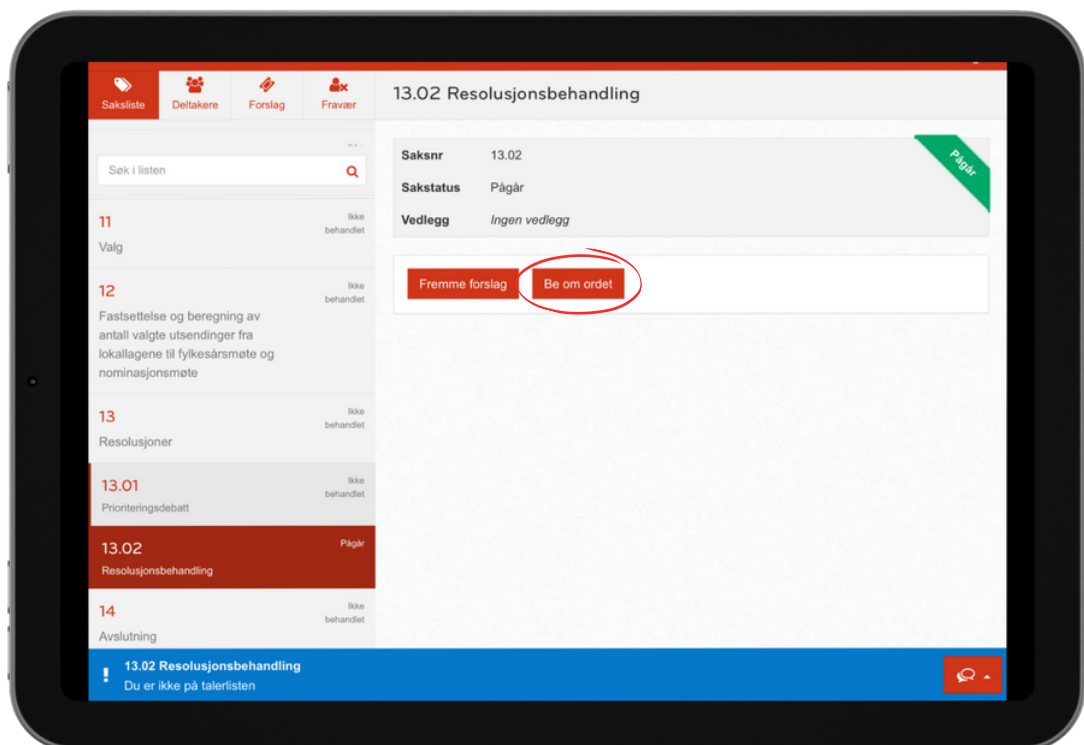 Saksliste
Deltakere
Forslag
Fravær
Søk i listen
11
Ikke
behandlet
Valg
12
Ikke
behandlet
Fastsettelse og beregning av
antall valgte utsendinger fra
lokallagene til fylkesårsmøte og
nominasjonsmøte
13
Ikke
behandlet
Resolusjoner
13.01
Ikke
behandlet
Prioriteringsdebatt
13.02
Pågår
Resolusjonsbehandling
14
Ikke
behandlet
Avslutning
13.02 Resolusjonsbehandling
Saksnr 13.02
Sakstatus Pågår
Vedlegg Ingen vedlegg
Pågår
Fremme forslag
Be om ordet
13.02 Resolusjonsbehandling
Du er ikke på talerlisten